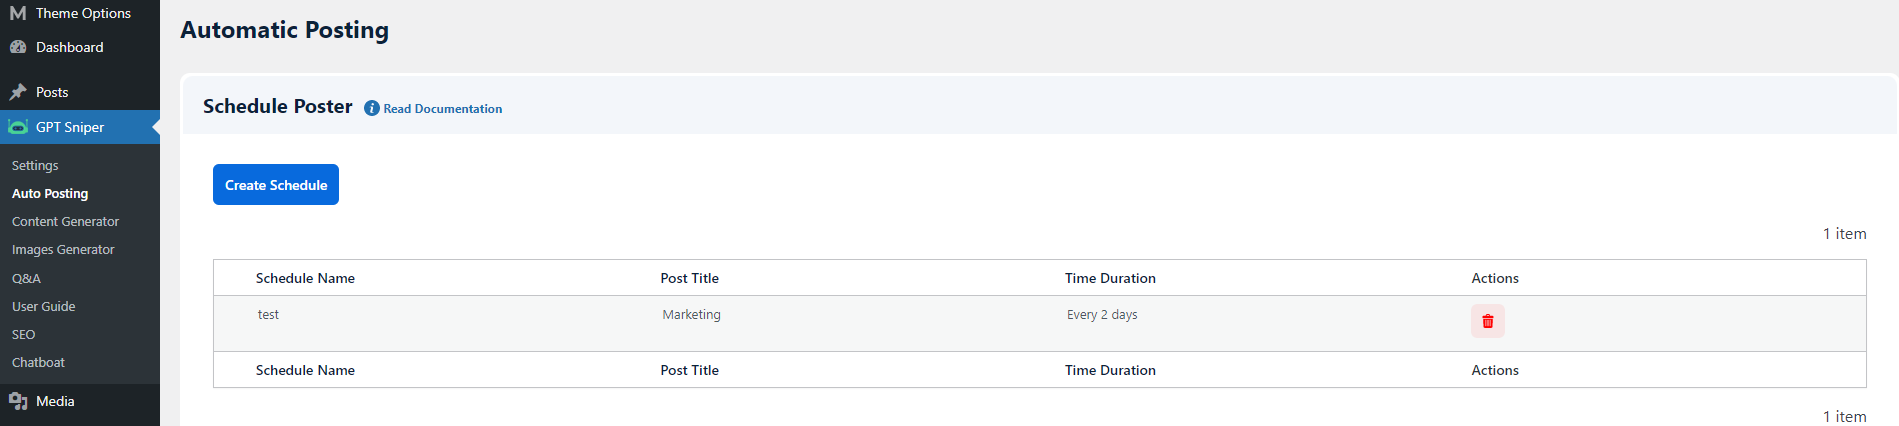 Theme Options
Dashboard
Posts
GPT Sniper
Settings
Auto Posting
Content Generator
Images Generator
Q&A
User Guide
SEO
Chatboat
Media
Automatic Posting
Schedule Poster Read Documentation
Create Schedule
1 item
Schedule Name Post Title Time Duration Actions
test Marketing Every 2 days
Schedule Name Post Title Time Duration Actions
1 item